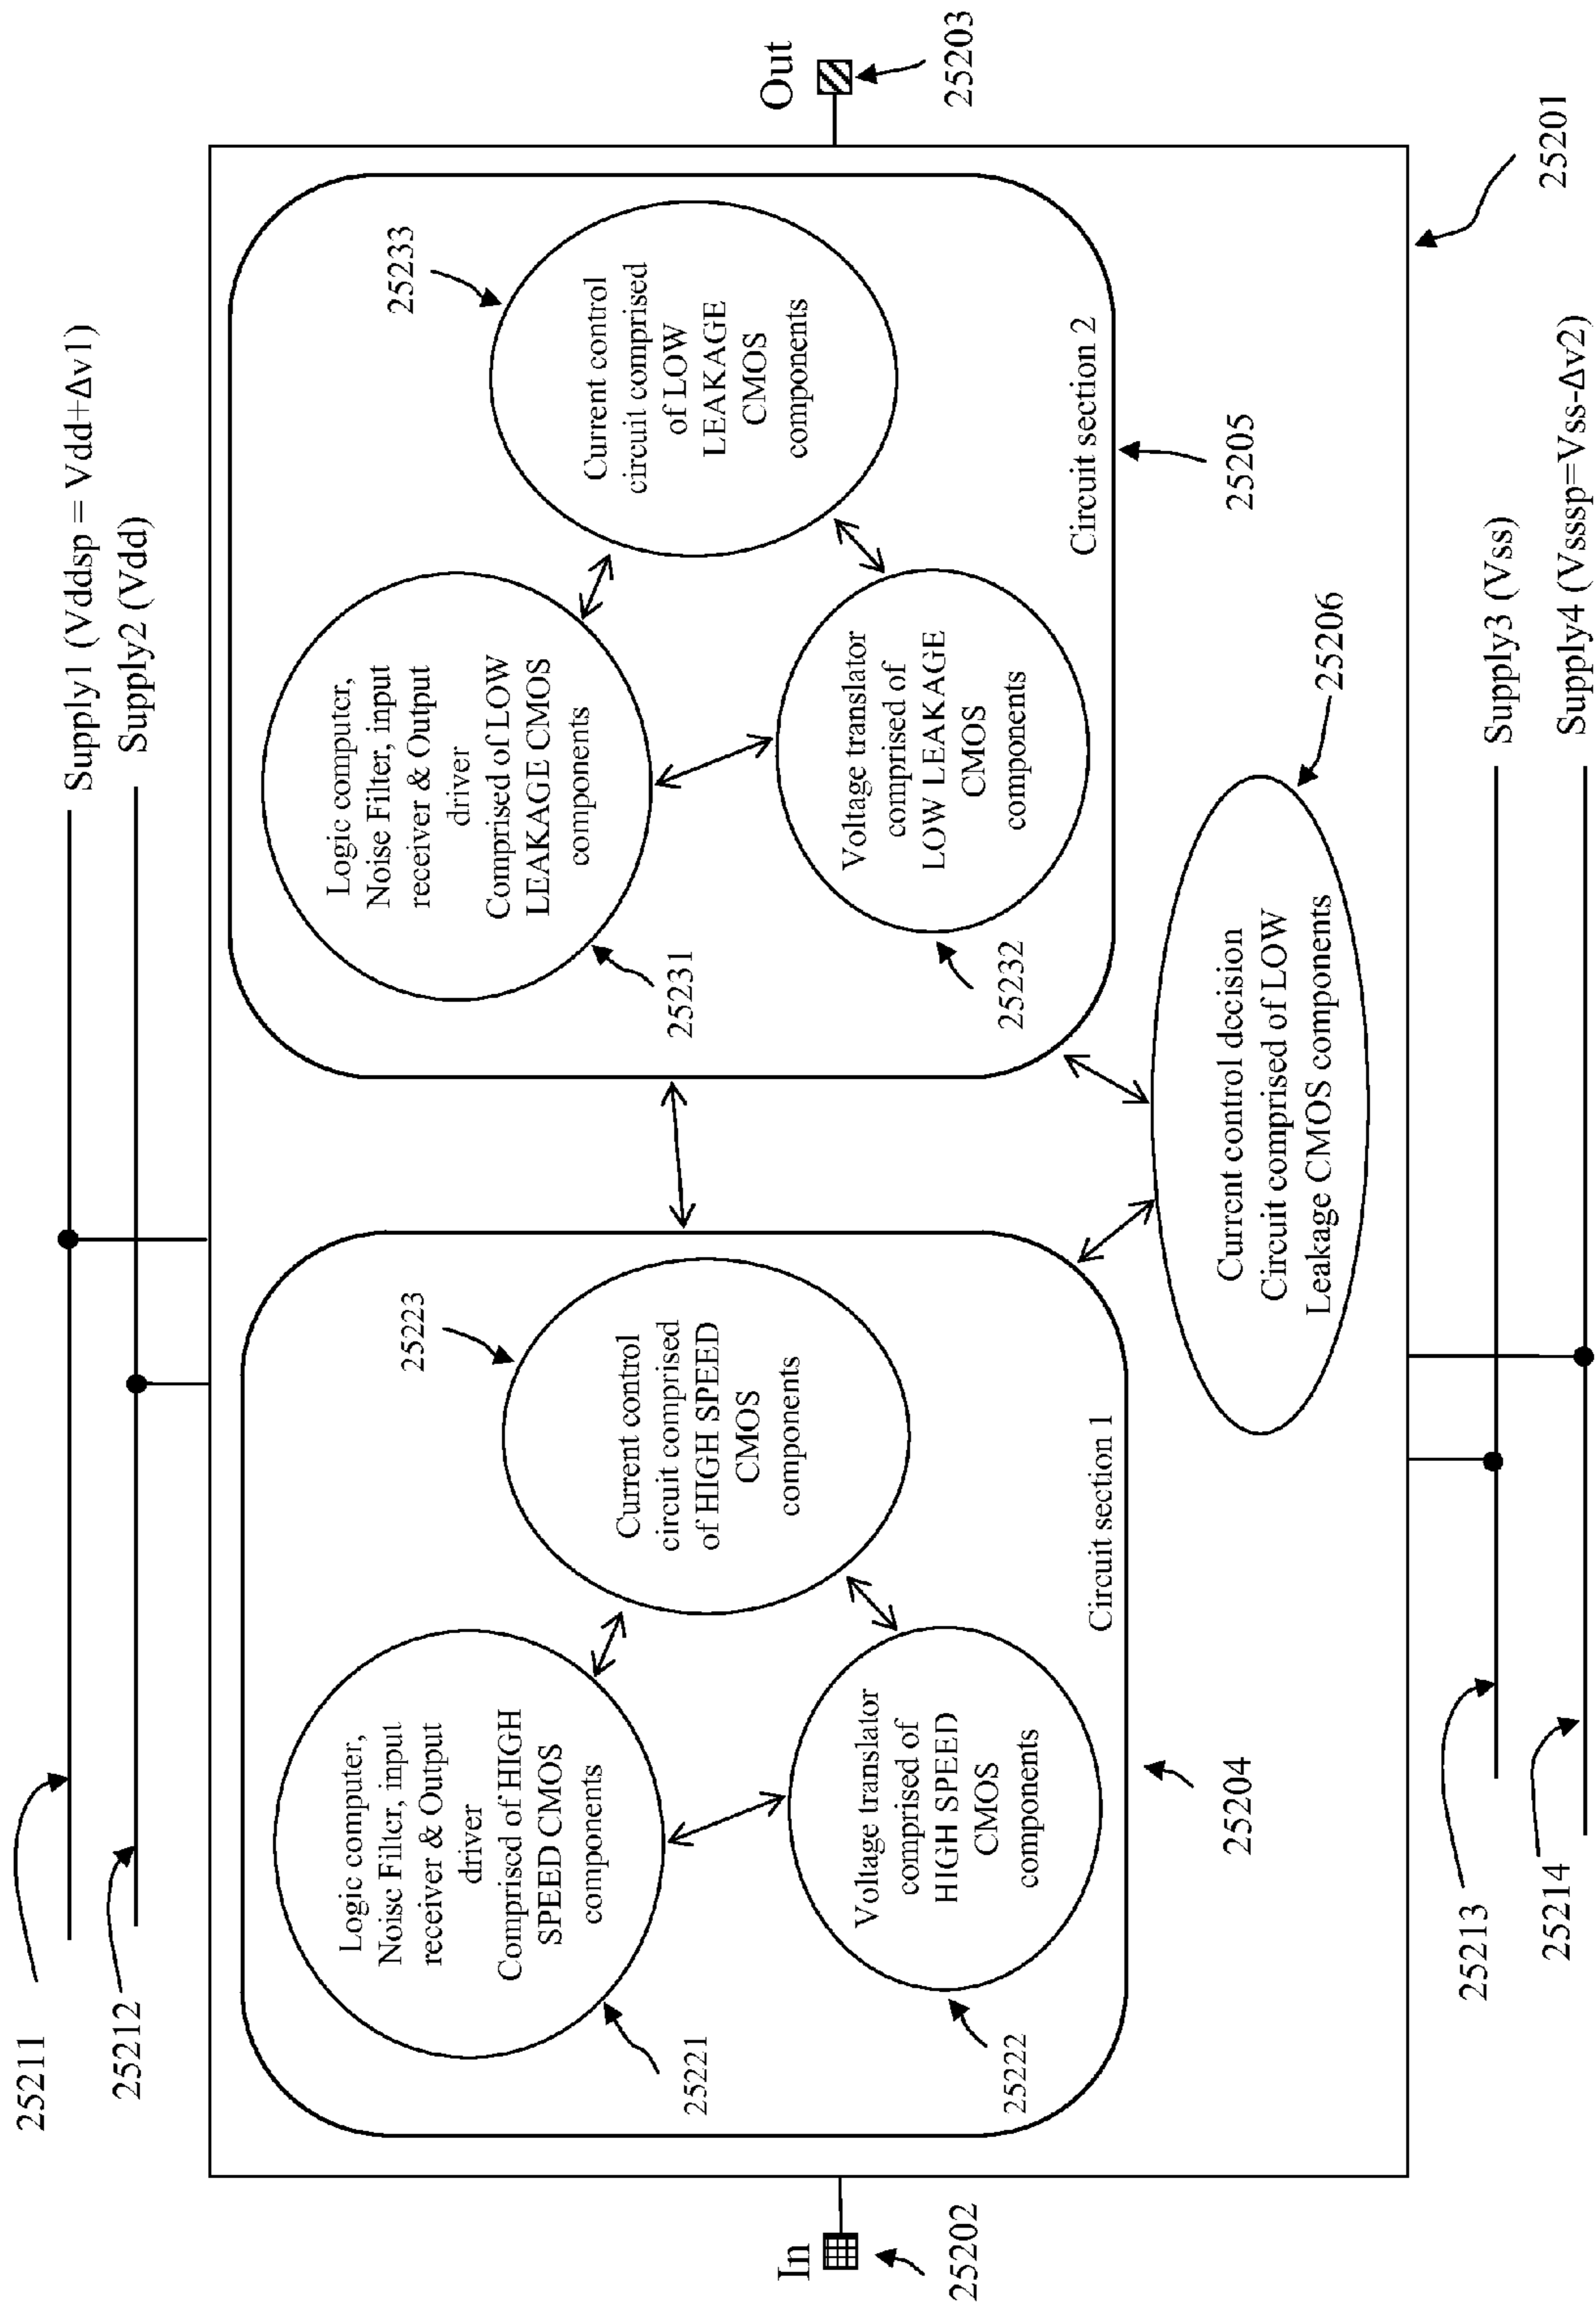 25211
Supply1 (Vddsp = Vdd+Δv1)
25212
Supply2 (Vdd)
In
25202
Out
25203
Logic computer,
Noise Filter, input
receiver & Output
driver
Comprised of HIGH
SPEED CMOS
components
25221
Voltage translator
comprised of
HIGH SPEED
CMOS
components
25222
Current control
circuit comprised
of HIGH SPEED
CMOS
components
25223
Circuit section 1
25204
Logic computer,
Noise Filter, input
receiver & Output
driver
Comprised of LOW
LEAKAGE CMOS
components
25231
Voltage translator
comprised of
LOW LEAKAGE
CMOS
components
25232
Current control
circuit comprised
of LOW
LEAKAGE
CMOS
components
25233
Circuit section 2
25205
Current control decision
Circuit comprised of LOW
Leakage CMOS components
25206
25201
25213
Supply3 (Vss)
25214
Supply4 (Vsssp=Vss-Δv2)